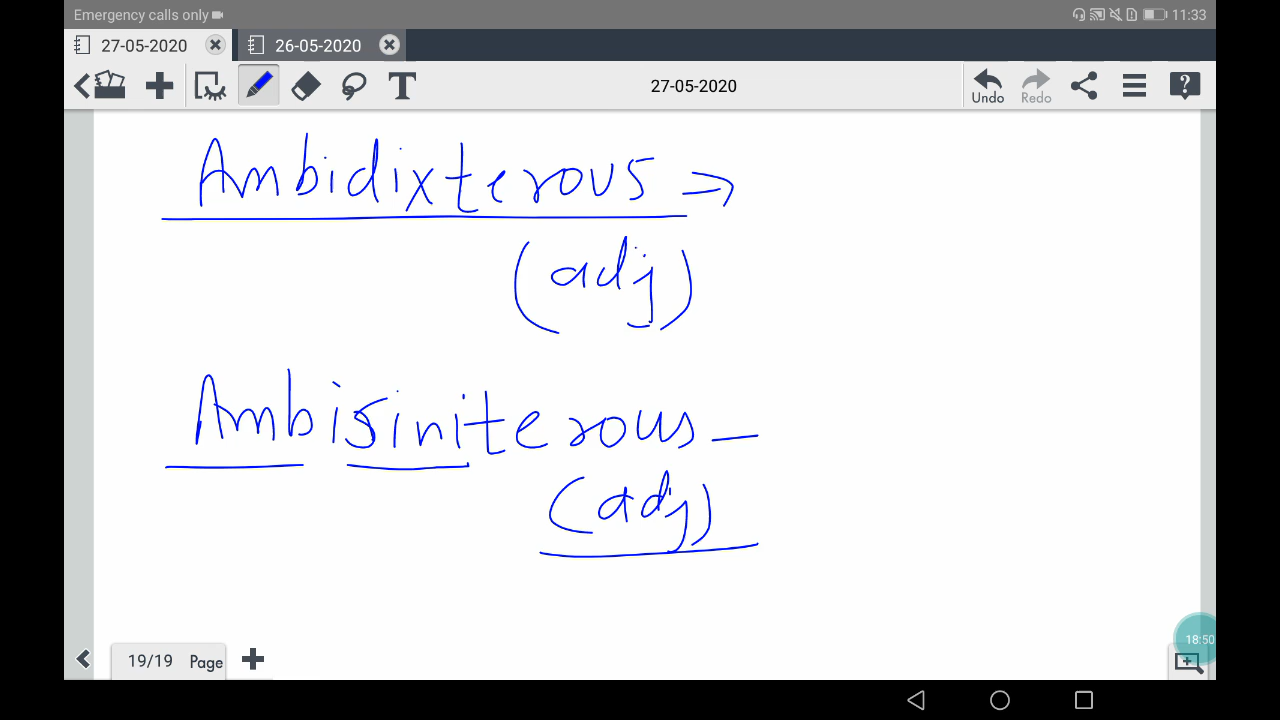 Emergency calls only
11:33
27-05-2020
26-05-2020
T
27-05-2020
Undo
Redo
?
Ambidixterous ⇒
(adj)
Ambisiniterous –
(adj)
18:50
19/19 Page